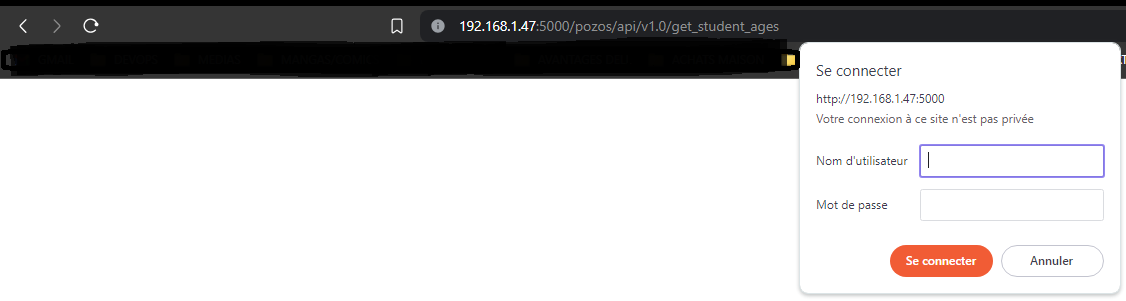 192.168.1.47:5000/pozos/api/v1.0/get_student_ages
Se connecter
http://192.168.1.47:5000
Votre connexion à ce site n'est pas privée
Nom d'utilisateur
Mot de passe
Se connecter
Annuler